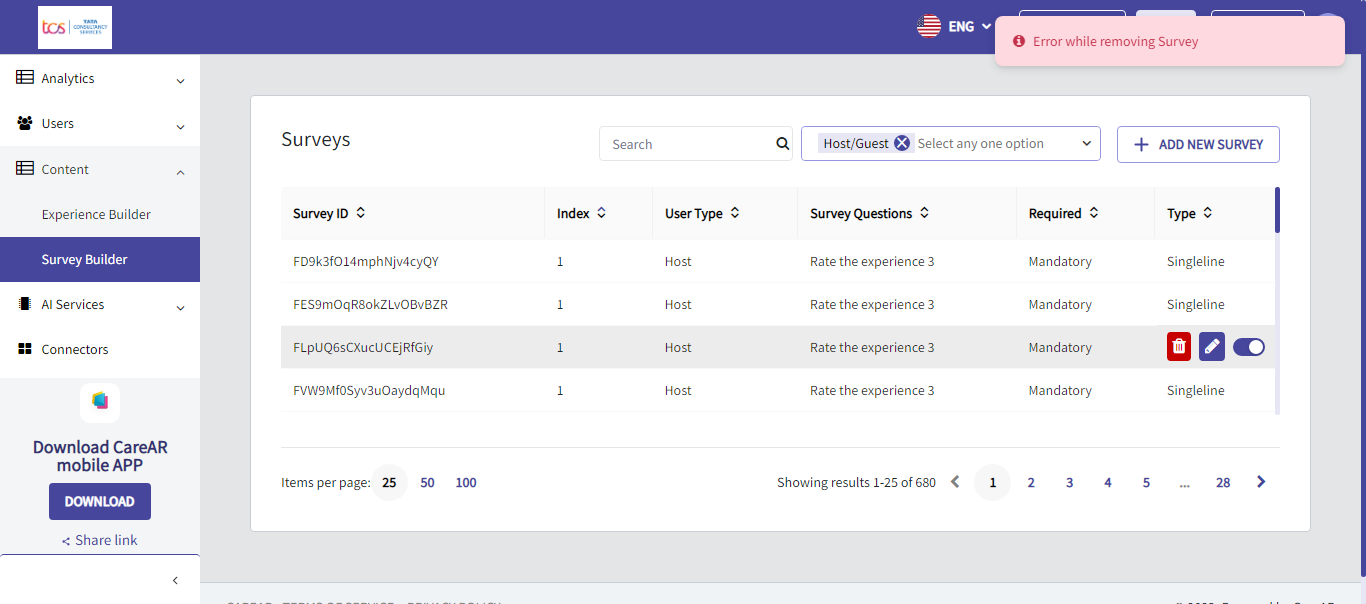 tcs TATA CONSULTANCY SERVICES
ENG
Error while removing Survey
Analytics
Users
Content
Experience Builder
Survey Builder
AI Services
Connectors
Download CareAR
mobile APP
DOWNLOAD
Share link
Surveys
Search
Host/Guest Select any one option
ADD NEW SURVEY
Survey ID Index User Type Survey Questions Required Type
FD9k3fO14mphNjv4cyQY 1 Host Rate the experience 3 Mandatory Singleline
FES9mOqR8okZLvOBvBZR 1 Host Rate the experience 3 Mandatory Singleline
FLpUQ6sCXucUCEjRfGiy 1 Host Rate the experience 3 Mandatory
FVW9Mf0Syv3uOaydqMqu 1 Host Rate the experience 3 Mandatory Singleline
Items per page: 25 50 100
Showing results 1-25 of 680 1 2 3 4 5 ... 28